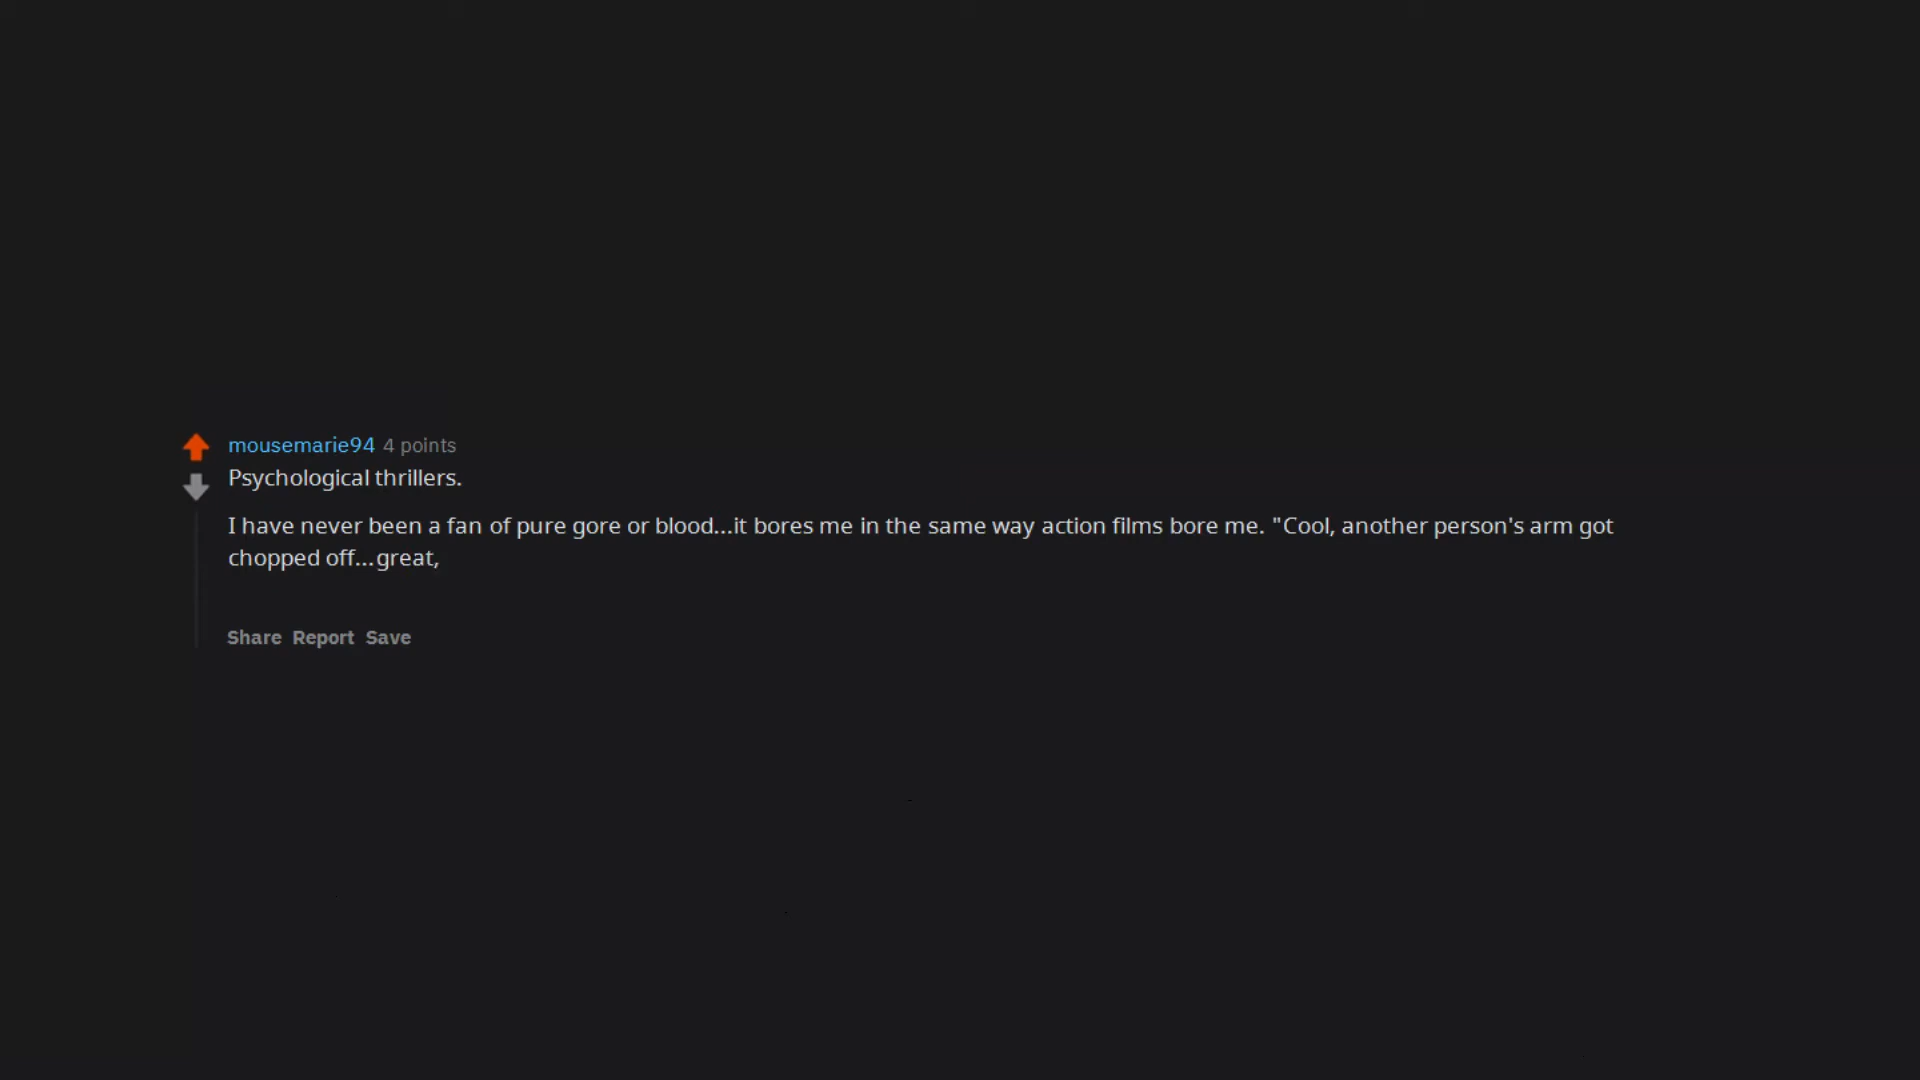 mousemarie94 4 points
Psychological thrillers.
I have never been a fan of pure gore or blood...it bores me in the same way action films bore me. "Cool, another person's arm got
chopped off...great,
Share Report Save